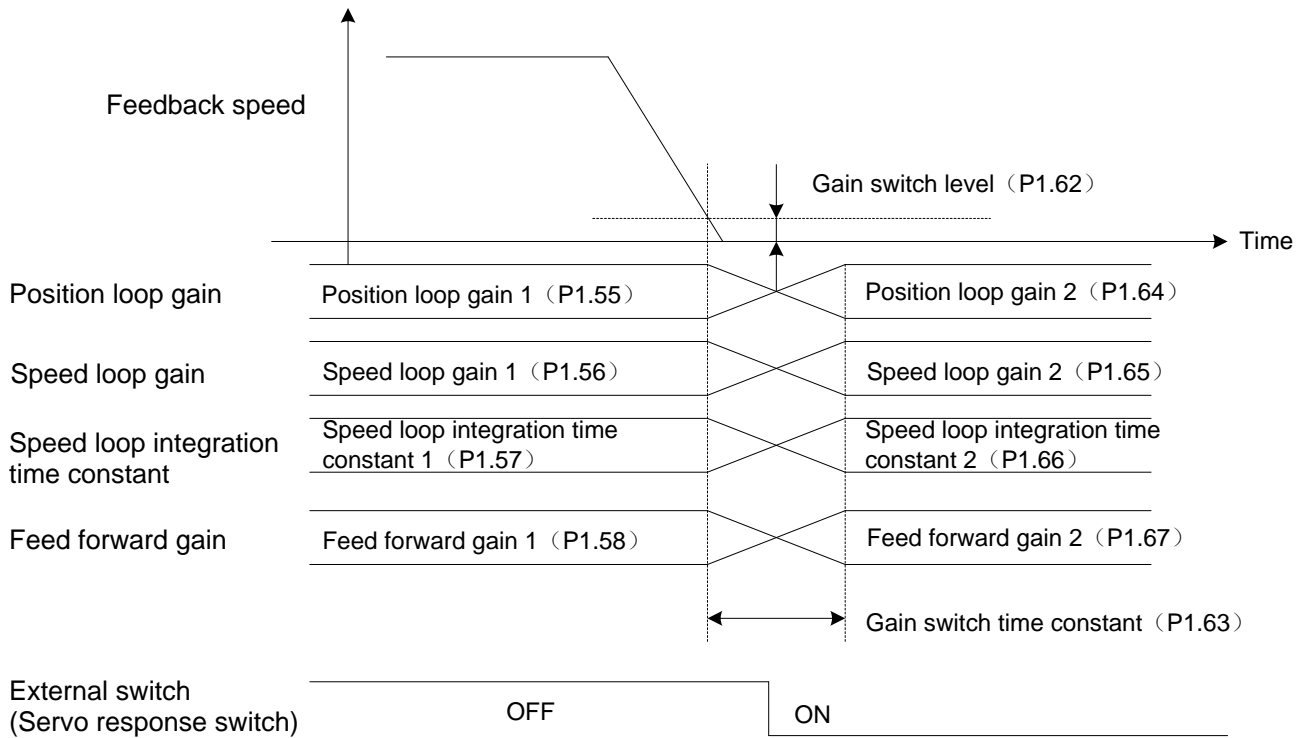 Feedback speed
Gain switch level（P1.62）
Time
Position loop gain
Position loop gain 1（P1.55）
Position loop gain 2（P1.64）
Speed loop gain
Speed loop gain 1（P1.56）
Speed loop gain 2（P1.65）
Speed loop integration
time constant
Speed loop integration time
constant 1（P1.57）
Speed loop integration time
constant 2（P1.66）
Feed forward gain
Feed forward gain 1（P1.58）
Feed forward gain 2（P1.67）
Gain switch time constant（P1.63）
External switch
(Servo response switch)
OFF
ON